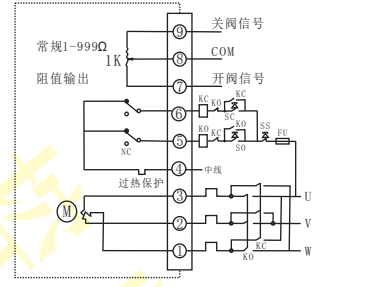 ⑨ 关阀信号
常规1-999Ω
1K ⑧ COM
阻值输出
⑦ 开阀信号
KC
⑥ KC KO
SC
KO SS
⑤ KO KC FU
NC SO
④ 中线
过热保护
③ U
M
② V
KC
① W
KO